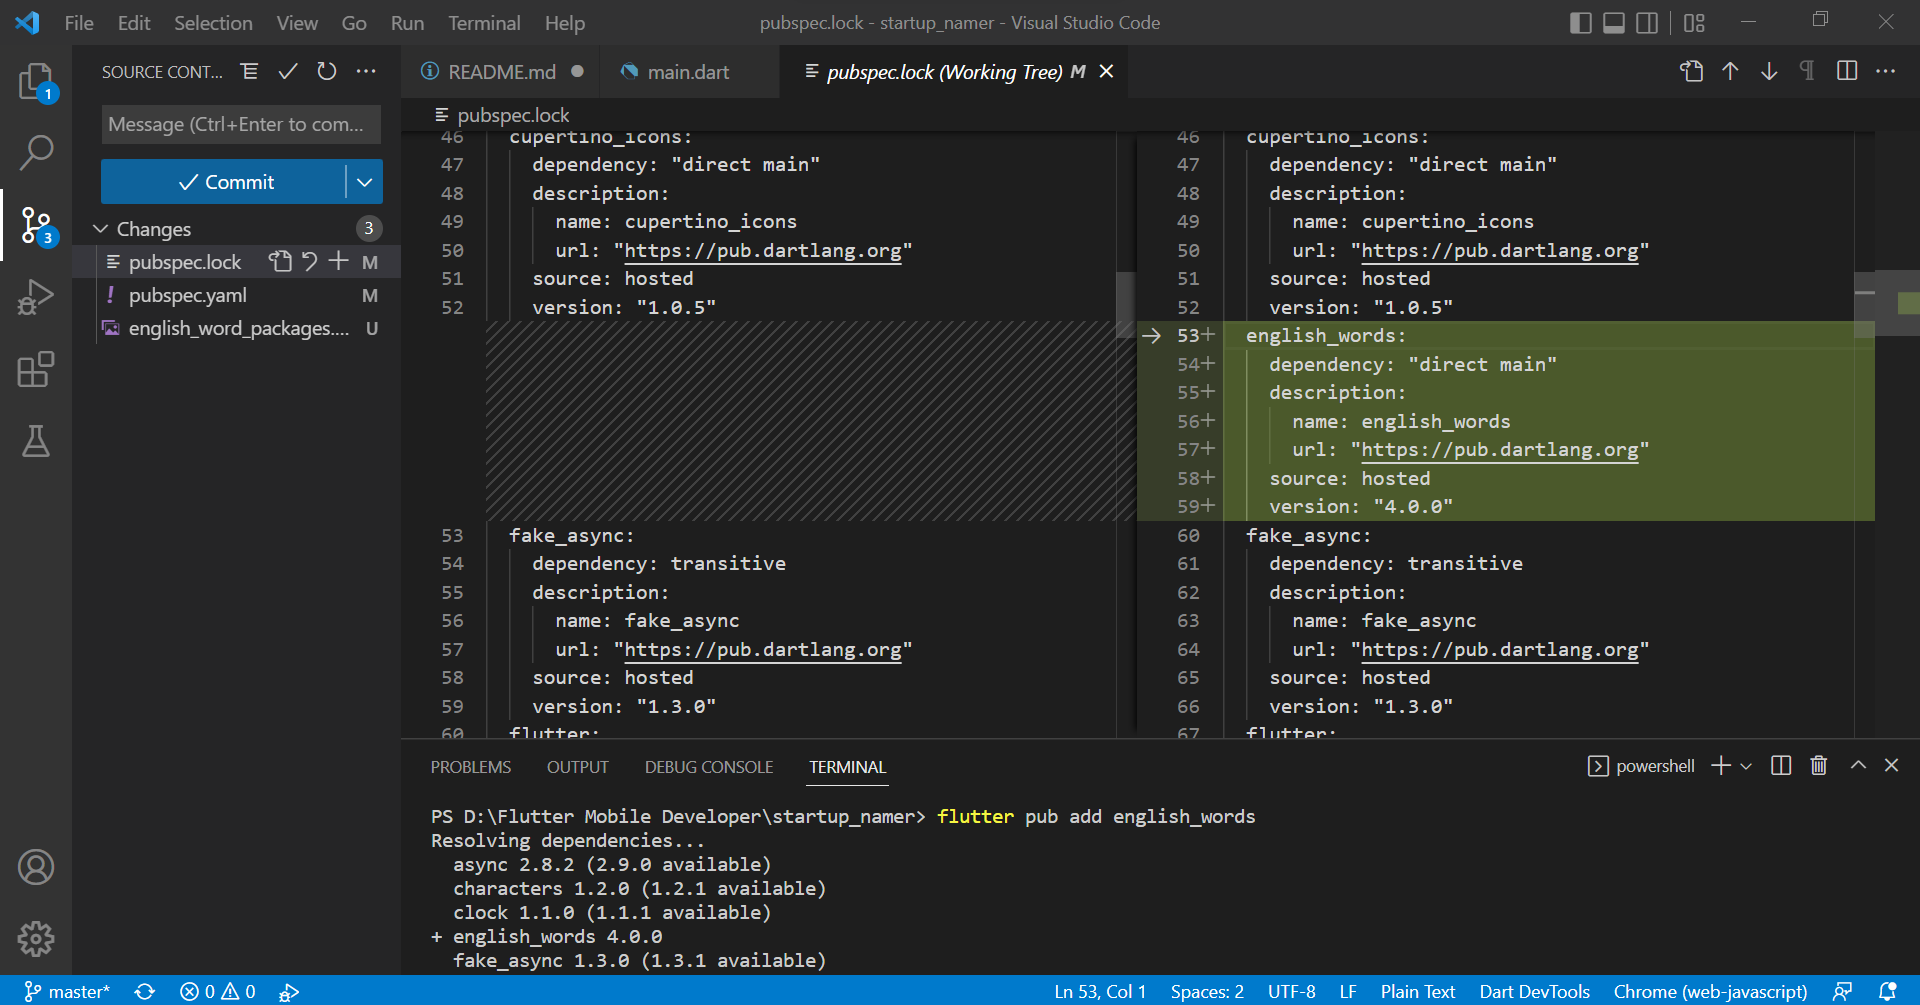 File Edit Selection View Go Run Terminal Help
pubspec.lock - startup_namer - Visual Studio Code
SOURCE CONT...
README.md
main.dart
pubspec.lock (Working Tree) M
pubspec.lock
1
Message (Ctrl+Enter to com...
Commit
Changes 3
3
pubspec.lock M
pubspec.yaml M
english_word_packages.... U
46 cupertino_icons:
47 dependency: "direct main"
48 description:
49 name: cupertino_icons
50 url: "https://pub.dartlang.org"
51 source: hosted
52 version: "1.0.5"
53 fake_async:
54 dependency: transitive
55 description:
56 name: fake_async
57 url: "https://pub.dartlang.org"
58 source: hosted
59 version: "1.3.0"
60 flutter:
46 cupertino_icons:
47 dependency: "direct main"
48 description:
49 name: cupertino_icons
50 url: "https://pub.dartlang.org"
51 source: hosted
52 version: "1.0.5"
53+ english_words:
54+ dependency: "direct main"
55+ description:
56+ name: english_words
57+ url: "https://pub.dartlang.org"
58+ source: hosted
59+ version: "4.0.0"
60 fake_async:
61 dependency: transitive
62 description:
63 name: fake_async
64 url: "https://pub.dartlang.org"
65 source: hosted
66 version: "1.3.0"
67 flutter:
PROBLEMS OUTPUT DEBUG CONSOLE TERMINAL
powershell
PS D:\Flutter Mobile Developer\startup_namer> flutter pub add english_words
Resolving dependencies...
async 2.8.2 (2.9.0 available)
characters 1.2.0 (1.2.1 available)
clock 1.1.0 (1.1.1 available)
+ english_words 4.0.0
fake_async 1.3.0 (1.3.1 available)
master* 0 0 Ln 53, Col 1 Spaces: 2 UTF-8 LF Plain Text Dart DevTools Chrome (web-javascript)